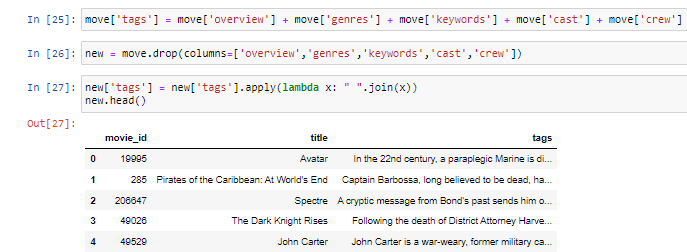 In [25]: move['tags'] = move['overview'] + move['genres'] + move['keywords'] + move['cast'] + move['crew']
In [26]: new = move.drop(columns=['overview','genres','keywords','cast','crew'])
In [27]: new['tags'] = new['tags'].apply(lambda x: " ".join(x))
new.head()
Out[27]:
movie_id title tags
0 19995 Avatar In the 22nd century, a paraplegic Marine is di...
1 285 Pirates of the Caribbean: At World's End Captain Barbossa, long believed to be dead, ha...
2 206647 Spectre A cryptic message from Bond's past sends him o...
3 49026 The Dark Knight Rises Following the death of District Attorney Harve...
4 49529 John Carter John Carter is a war-weary, former military ca...